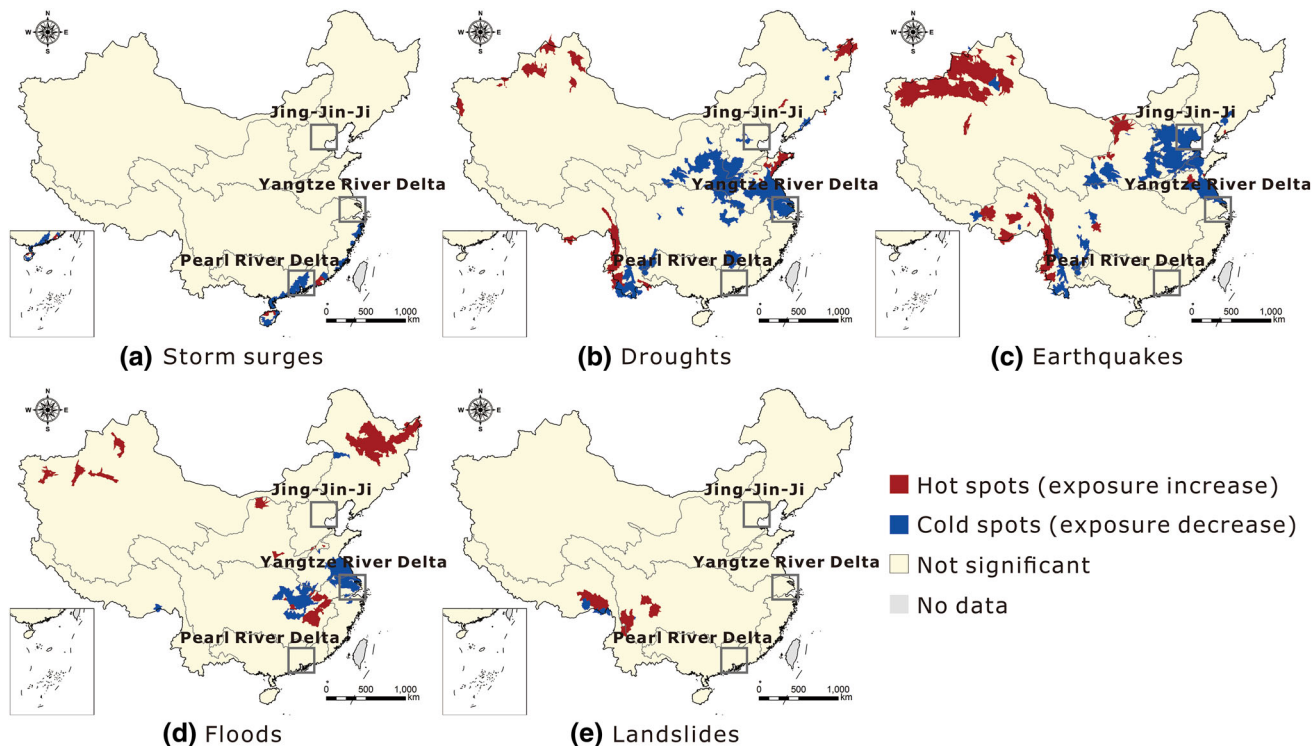 N
W E
S
Jing-Jin-Ji
Yangtze River Delta
Pearl River Delta
0 500 1,000
km
(a) Storm surges
N
W E
S
Jing-Jin-Ji
Yangtze River Delta
Pearl River Delta
0 500 1,000
km
(b) Droughts
N
W E
S
Jing-Jin-Ji
Yangtze River Delta
Pearl River Delta
0 500 1,000
km
(c) Earthquakes
N
W E
S
Jing-Jin-Ji
Yangtze River Delta
Pearl River Delta
0 500 1,000
km
(d) Floods
N
W E
S
Jing-Jin-Ji
Yangtze River Delta
Pearl River Delta
0 500 1,000
km
(e) Landslides
Hot spots (exposure increase)
Cold spots (exposure decrease)
Not significant
No data